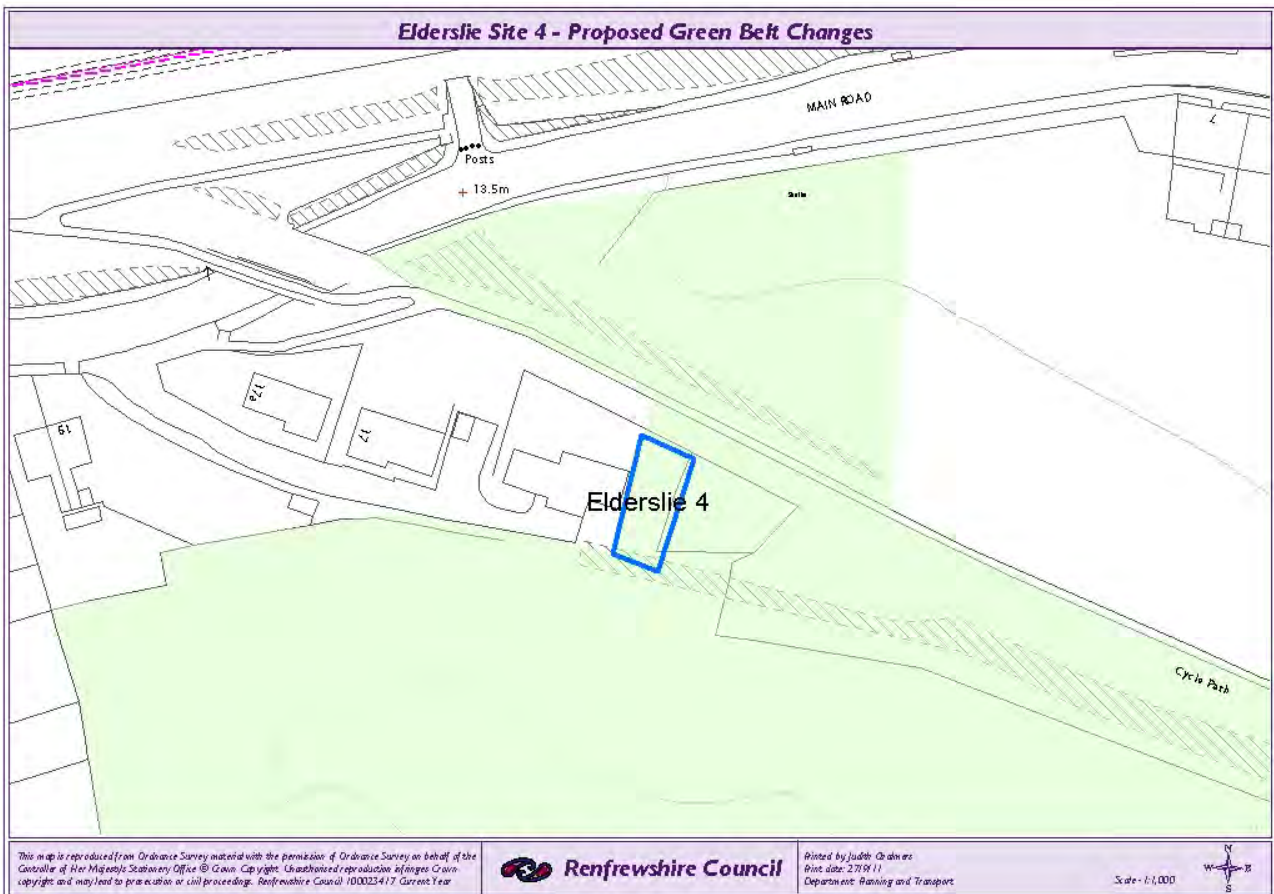 Elderslie Site 4 - Proposed Green Belt Changes
MAIN ROAD
7
Posts
13.5m
17a
17
19
Elderslie 4
Cycle Path
This map is reproduced from Ordnance Survey material with the permission of Ordnance Survey on behalf of the
Controller of Her Majesty's Stationery Office © Crown Copyright. Unauthorised reproduction infringes Crown
copyright and may lead to prosecution or civil proceedings. Renfrewshire Council 100023417 Current Year
Renfrewshire Council
Printed by: Judith Chalmers
Print date: 27/9/11
Department: Planning and Transport
Scale - 1:1,000
N
W
E
S